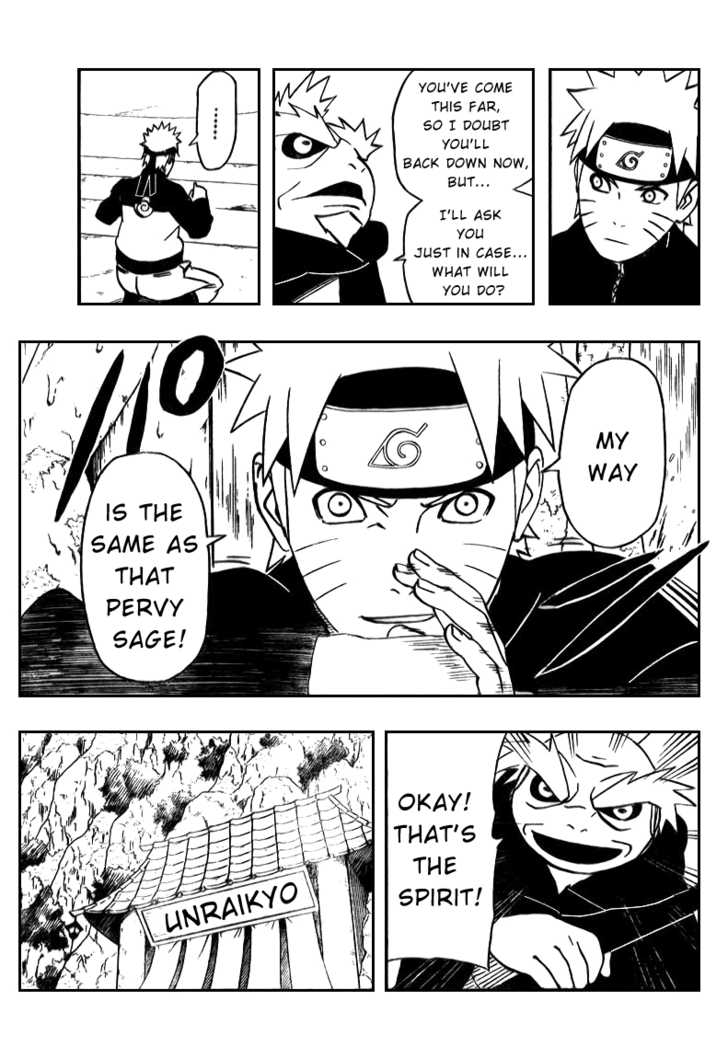 YOU'VE COME
THIS FAR,
SO I DOUBT
YOU'LL
BACK DOWN NOW,
BUT...
I'LL ASK
YOU
JUST IN CASE...
WHAT WILL
YOU DO?
......
MY
WAY
IS THE
SAME AS
THAT
PERVY
SAGE!
OKAY!
THAT'S
THE
SPIRIT!
UNRAIKYO